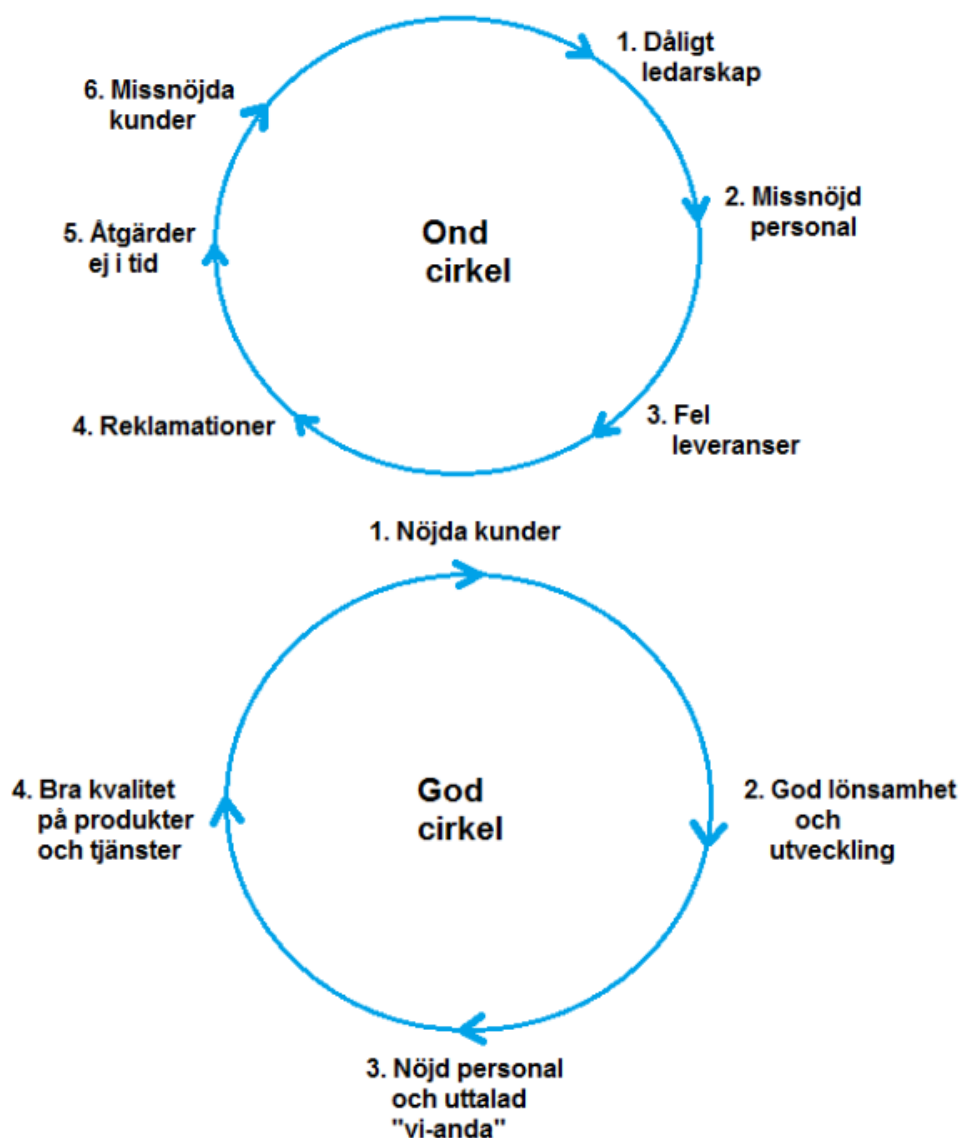 1. Dåligt
ledarskap
2. Missnöjd
personal
3. Fel
leveranser
4. Reklamationer
5. Åtgärder
ej i tid
6. Missnöjda
kunder
Ond
cirkel
1. Nöjda kunder
2. God lönsamhet
och
utveckling
3. Nöjd personal
och uttalad
"vi-anda"
4. Bra kvalitet
på produkter
och tjänster
God
cirkel